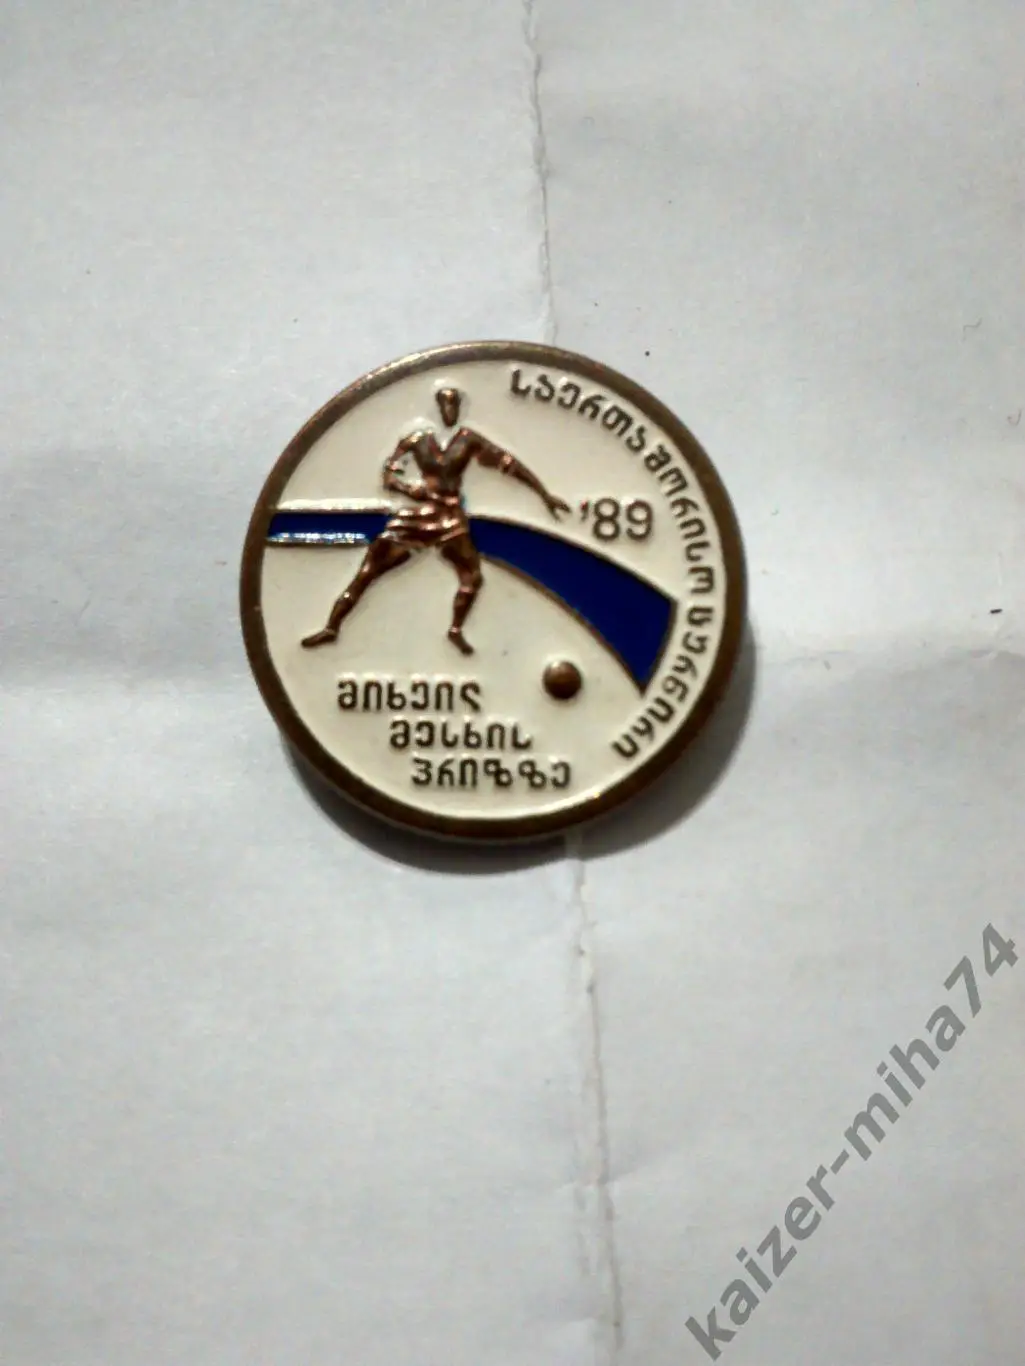 საერთაშორისო ტურნირი
'89
მიხეილ
მესხის
პრიზზე
kaizer-miha74